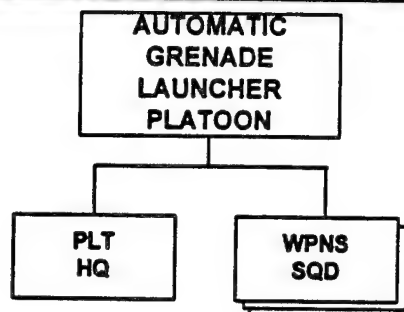 AUTOMATIC
GRENADE
LAUNCHER
PLATOON
PLT
HQ
WPNS
SQD